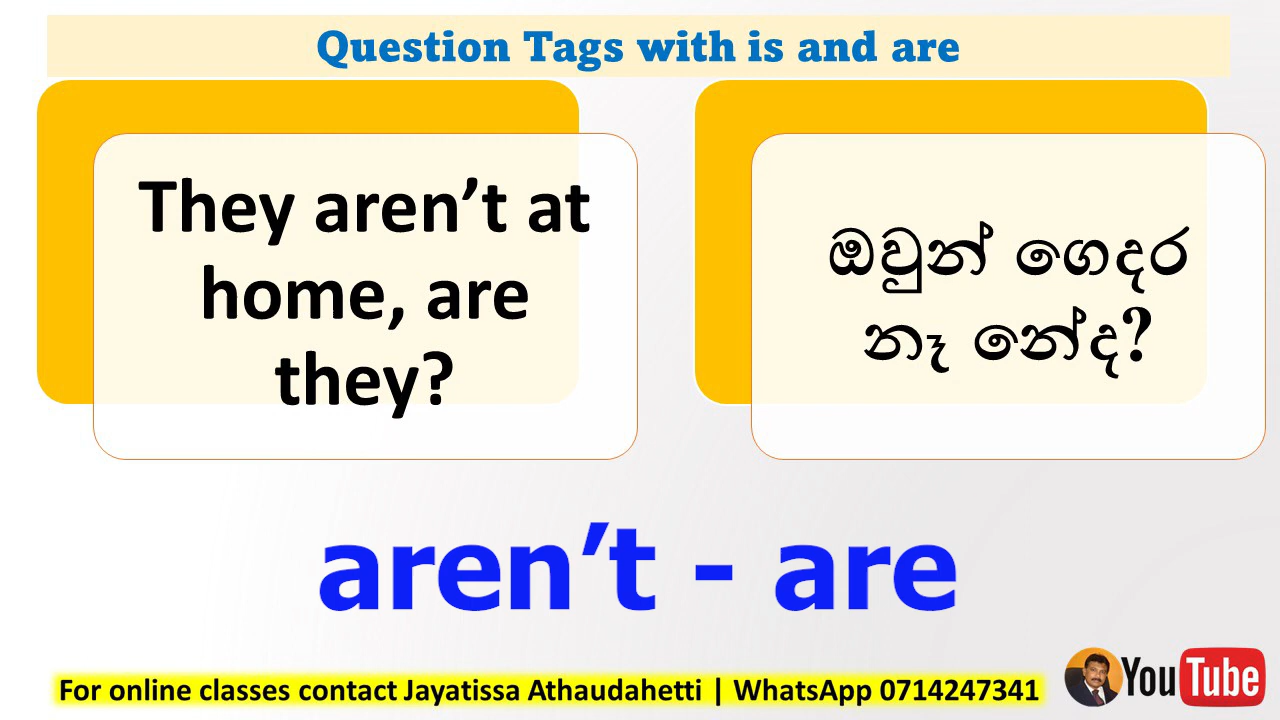 Question Tags with is and are
They aren’t at
home, are
they?
ඔවුන් ගෙදර
නෑ නේද?
aren’t - are
For online classes contact Jayatissa Athaudahetti | WhatsApp 0714247341
YouTube